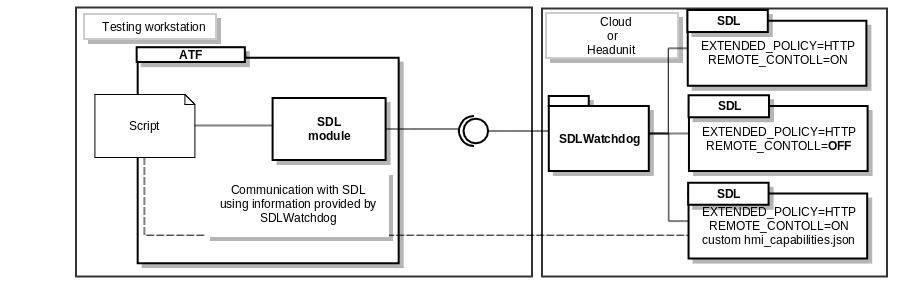 Testing workstation
ATF
Script
SDL
module
Communication with SDL
using information provided by
SDLWatchdog
Cloud
or
Headunit
SDLWatchdog
SDL
EXTENDED_POLICY=HTTP
REMOTE_CONTOLL=ON
SDL
EXTENDED_POLICY=HTTP
REMOTE_CONTOLL=OFF
SDL
EXTENDED_POLICY=HTTP
REMOTE_CONTOLL=ON
custom hmi_capabilities.json